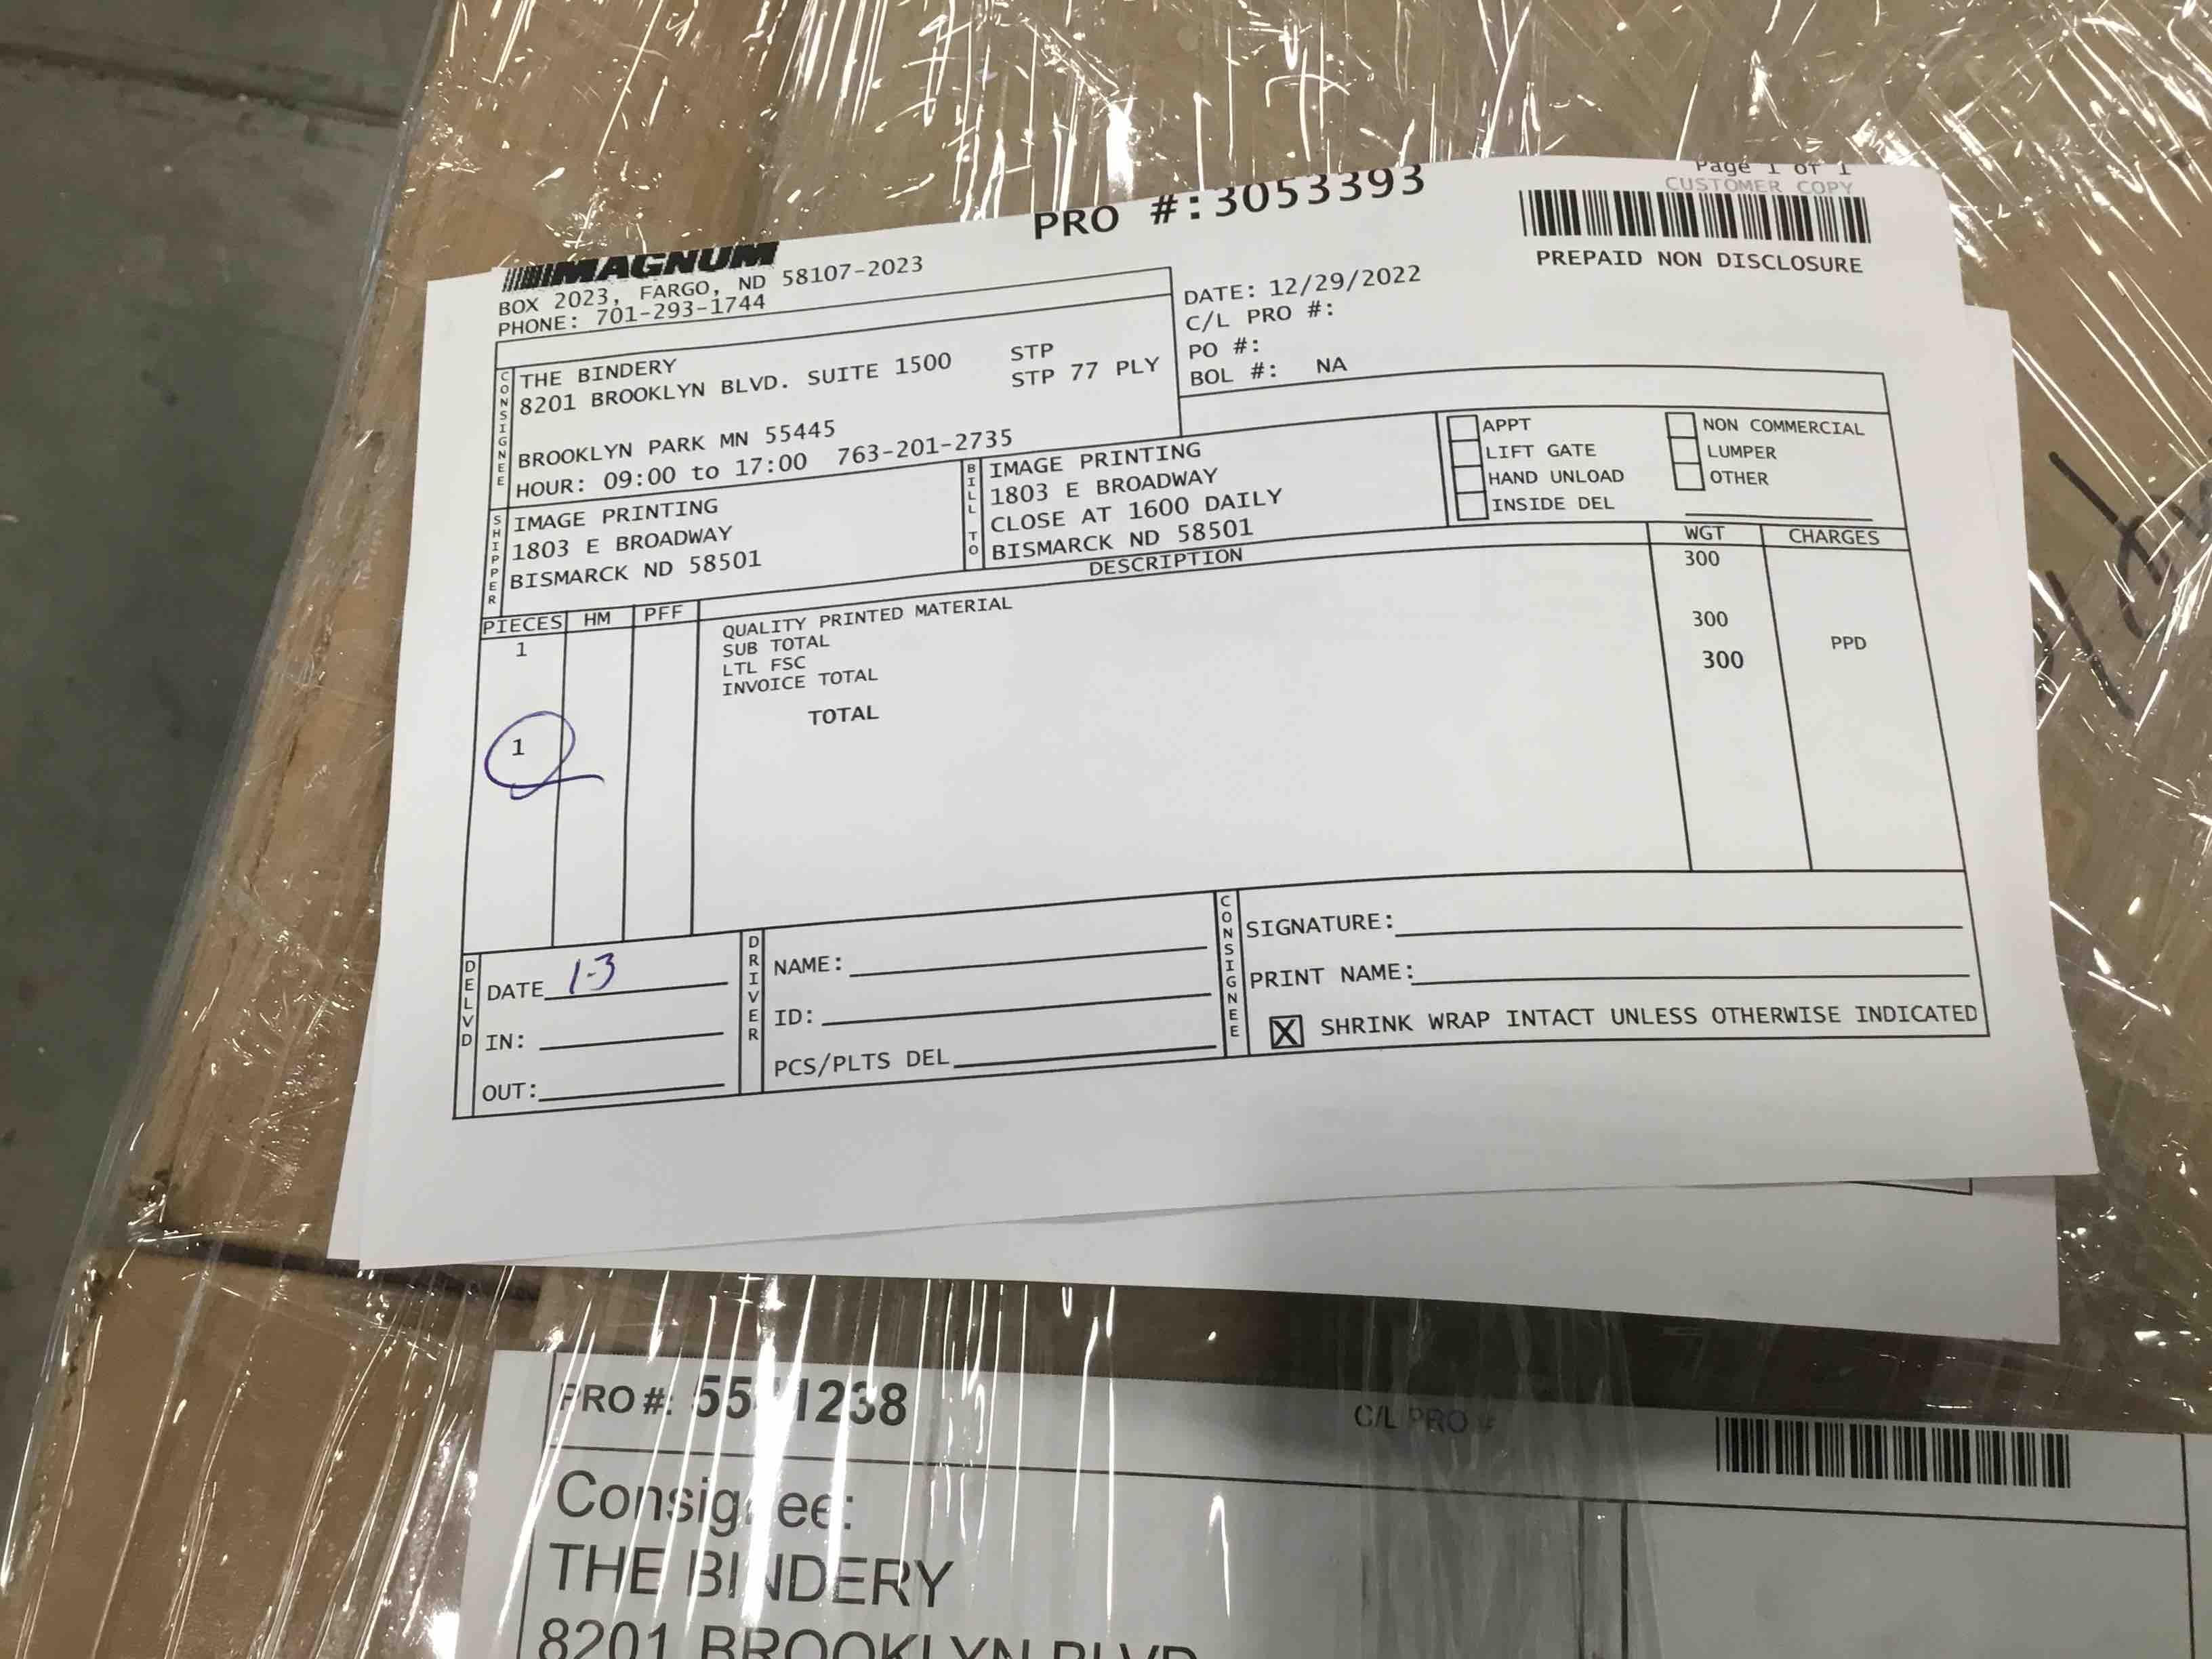 Page 1 of 1
CUSTOMER COPY
PRO #:3053393
MAGNUM
BOX 2023, FARGO, ND 58107-2023
PHONE: 701-293-1744
PREPAID NON DISCLOSURE
DATE: 12/29/2022
C/L PRO #:
PO #:
BOL #: NA
CONSIGNEE
THE BINDERY STP
8201 BROOKLYN BLVD. SUITE 1500 STP 77 PLY
BROOKLYN PARK MN 55445
HOUR: 09:00 to 17:00 763-201-2735
SHIPPER
IMAGE PRINTING
1803 E BROADWAY
BISMARCK ND 58501
BILL TO
IMAGE PRINTING
1803 E BROADWAY
CLOSE AT 1600 DAILY
BISMARCK ND 58501
APPT
LIFT GATE
HAND UNLOAD
INSIDE DEL
NON COMMERCIAL
LUMPER
OTHER
PIECES HM PFF DESCRIPTION WGT CHARGES
1 QUALITY PRINTED MATERIAL 300
SUB TOTAL 300
LTL FSC
INVOICE TOTAL PPD
1 TOTAL 300
DELVD
DATE 1-3
IN:
OUT:
DRIVER
NAME:
ID:
PCS/PLTS DEL
CONSIGNEE
SIGNATURE:
PRINT NAME:
X SHRINK WRAP INTACT UNLESS OTHERWISE INDICATED
PRO #: C/L PRO #
Consignee:
THE BINDERY
8201 BROOKLYN BLVD